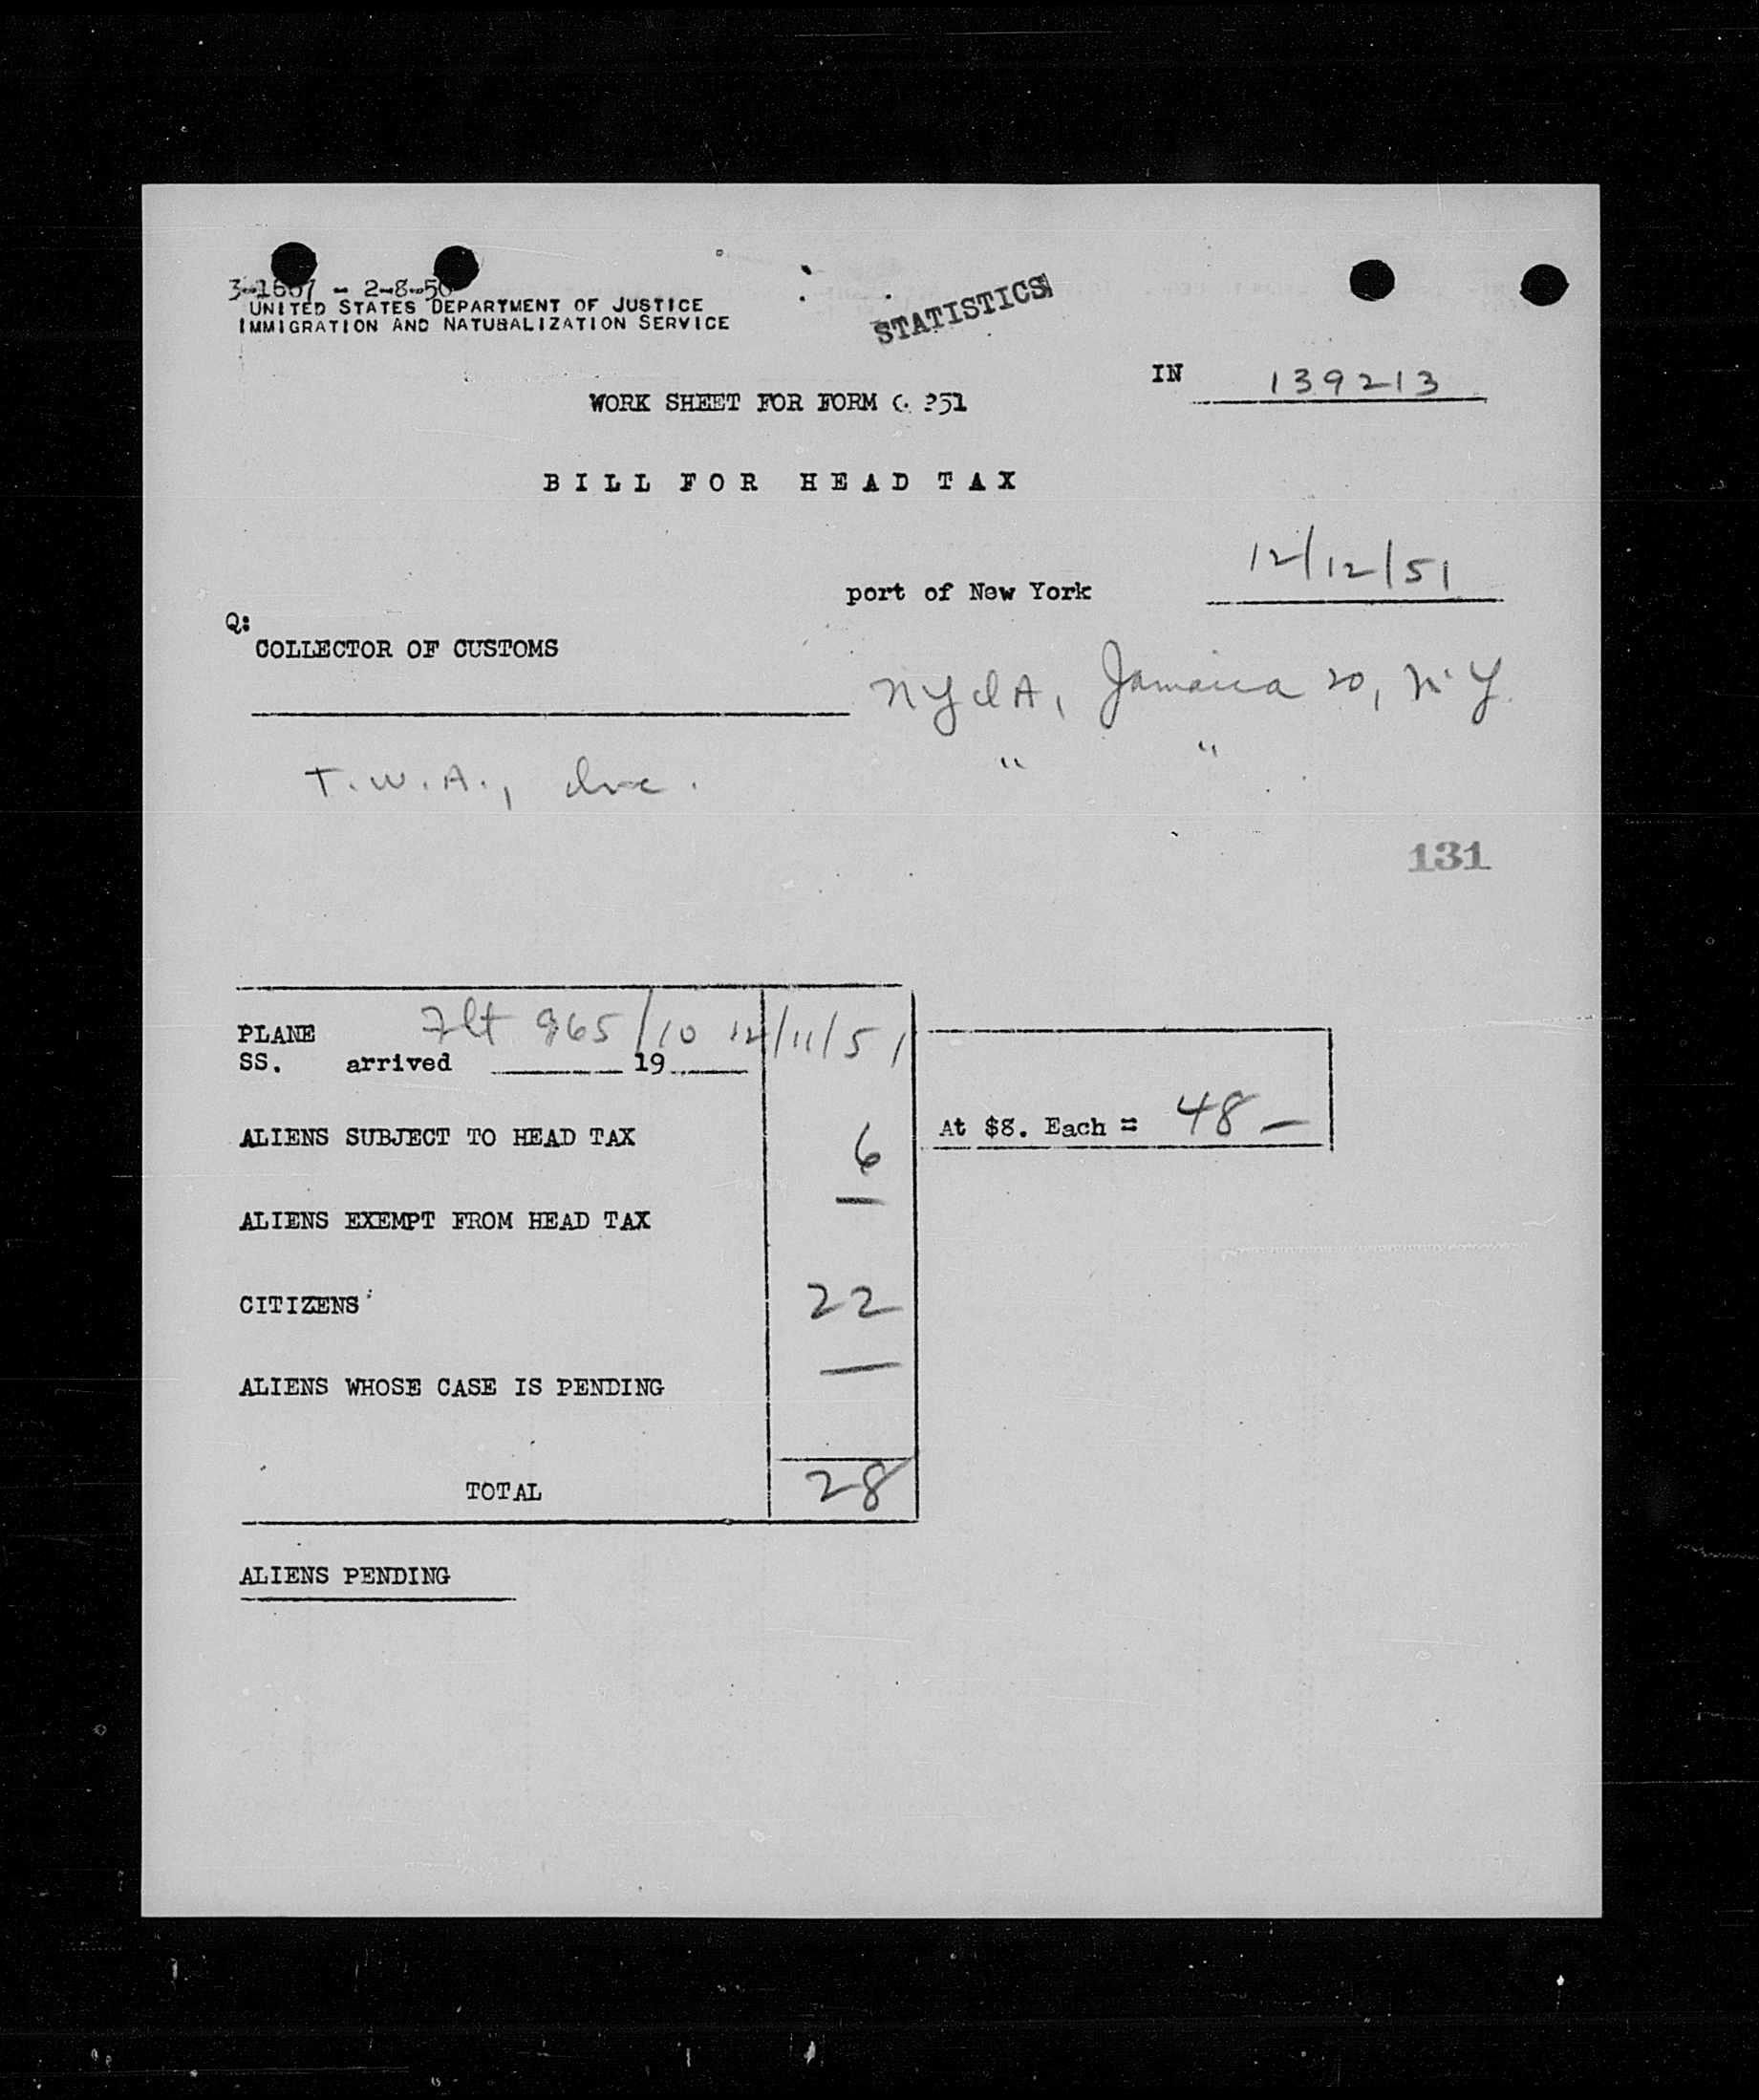 3-1667 - 2-8-50
UNITED STATES DEPARTMENT OF JUSTICE
IMMIGRATION AND NATURALIZATION SERVICE
STATISTICS
IN 139213
WORK SHEET FOR FORM G 251
BILL FOR HEAD TAX
12/12/51
port of New York
Q:
COLLECTOR OF CUSTOMS
NYIA, Jamaica 20, N.Y.
T.W.A., Inc. " "
131
PLANE Flt 965/10 12/11/51
SS. arrived 19
ALIENS SUBJECT TO HEAD TAX 6 At $8. Each = 48 —
ALIENS EXEMPT FROM HEAD TAX —
CITIZENS 22
ALIENS WHOSE CASE IS PENDING —
TOTAL 28
ALIENS PENDING